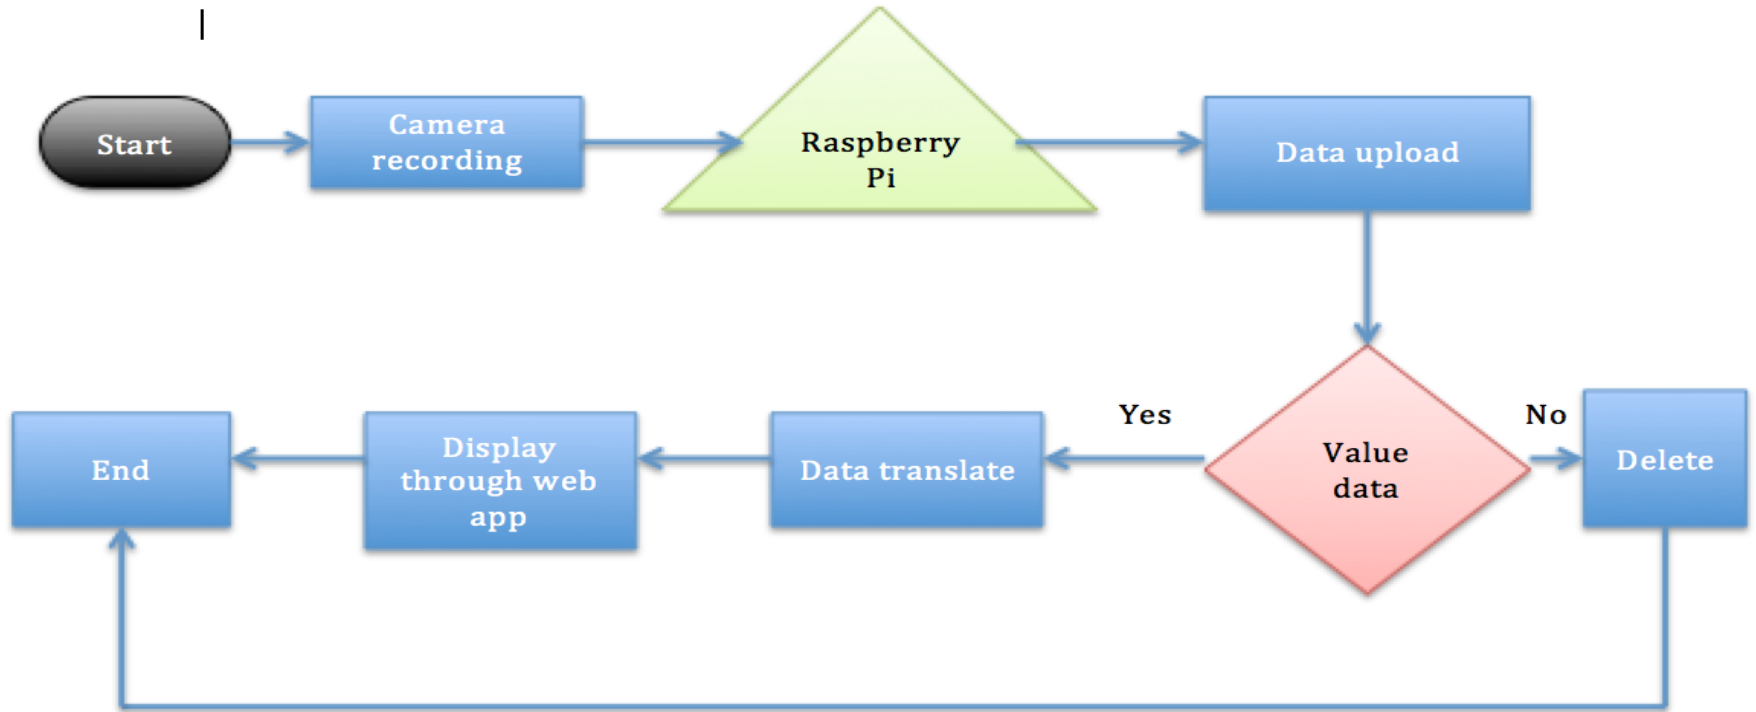 Start
Camera
recording
Raspberry
Pi
Data upload
Yes
No
End
Display
through web
app
Data translate
Value
data
Delete